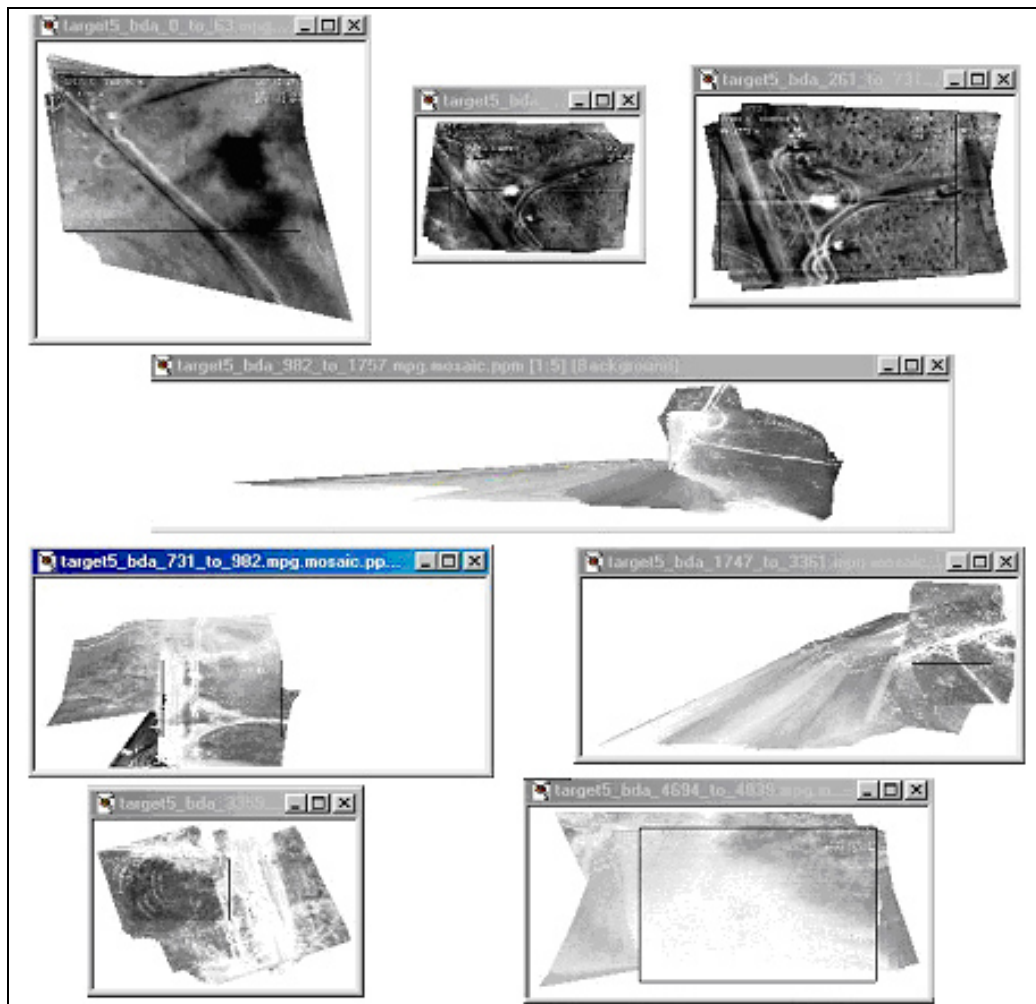 target5_bda_0_to_63.mpg...
target5_bda_...
target5_bda_261_to_731...
target5_bda_982_to_1757.mpg.mosaic.ppm [1:5] (Background)
target5_bda_731_to_982.mpg.mosaic.pp...
target5_bda_1747_to_3361.mpg.mosaic...
target5_bda_3359...
target5_bda_4694_to_4839.mpg.m...